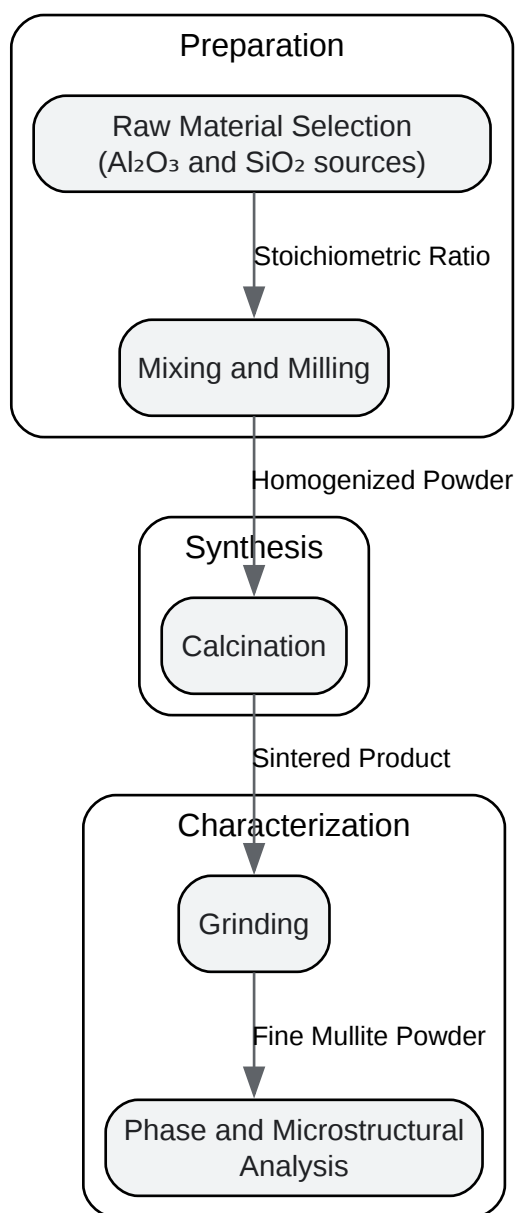 Preparation
Raw Material Selection
(Al₂O₃ and SiO₂ sources)
Stoichiometric Ratio
Mixing and Milling
Homogenized Powder
Synthesis
Calcination
Sintered Product
Characterization
Grinding
Fine Mullite Powder
Phase and Microstructural
Analysis